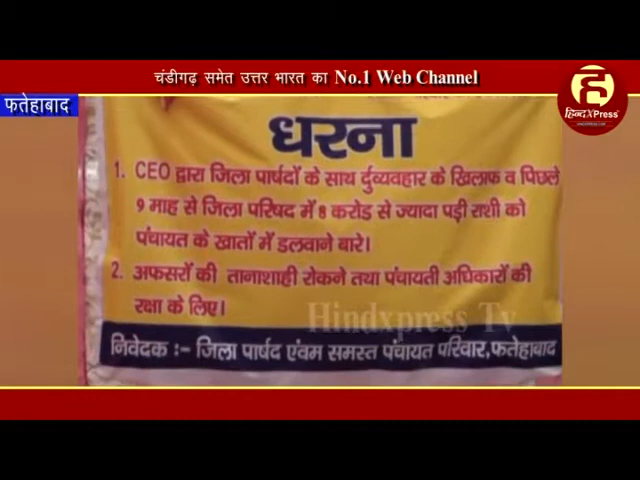 चंडीगढ़ समेत उत्तर भारत का No.1 Web Channel
हिन्दXPress
फतेहाबाद
धरना
1. CEO द्वारा जिला पार्षदों के साथ र्दुव्यवहार के खिलाफ व पिछले
9 माह से जिला परिषद में 8 करोड़ से ज्यादा पड़ी राशी को
पंचायत के खातों में डलवाने बारे।
2. अफसरों की तानाशाही रोकने तथा पंचायती अधिकारों की
रक्षा के लिए।
Hindxpress Tv
निवेदक :- जिला पार्षद एंवम समस्त पंचायत परिवार, फतेहाबाद